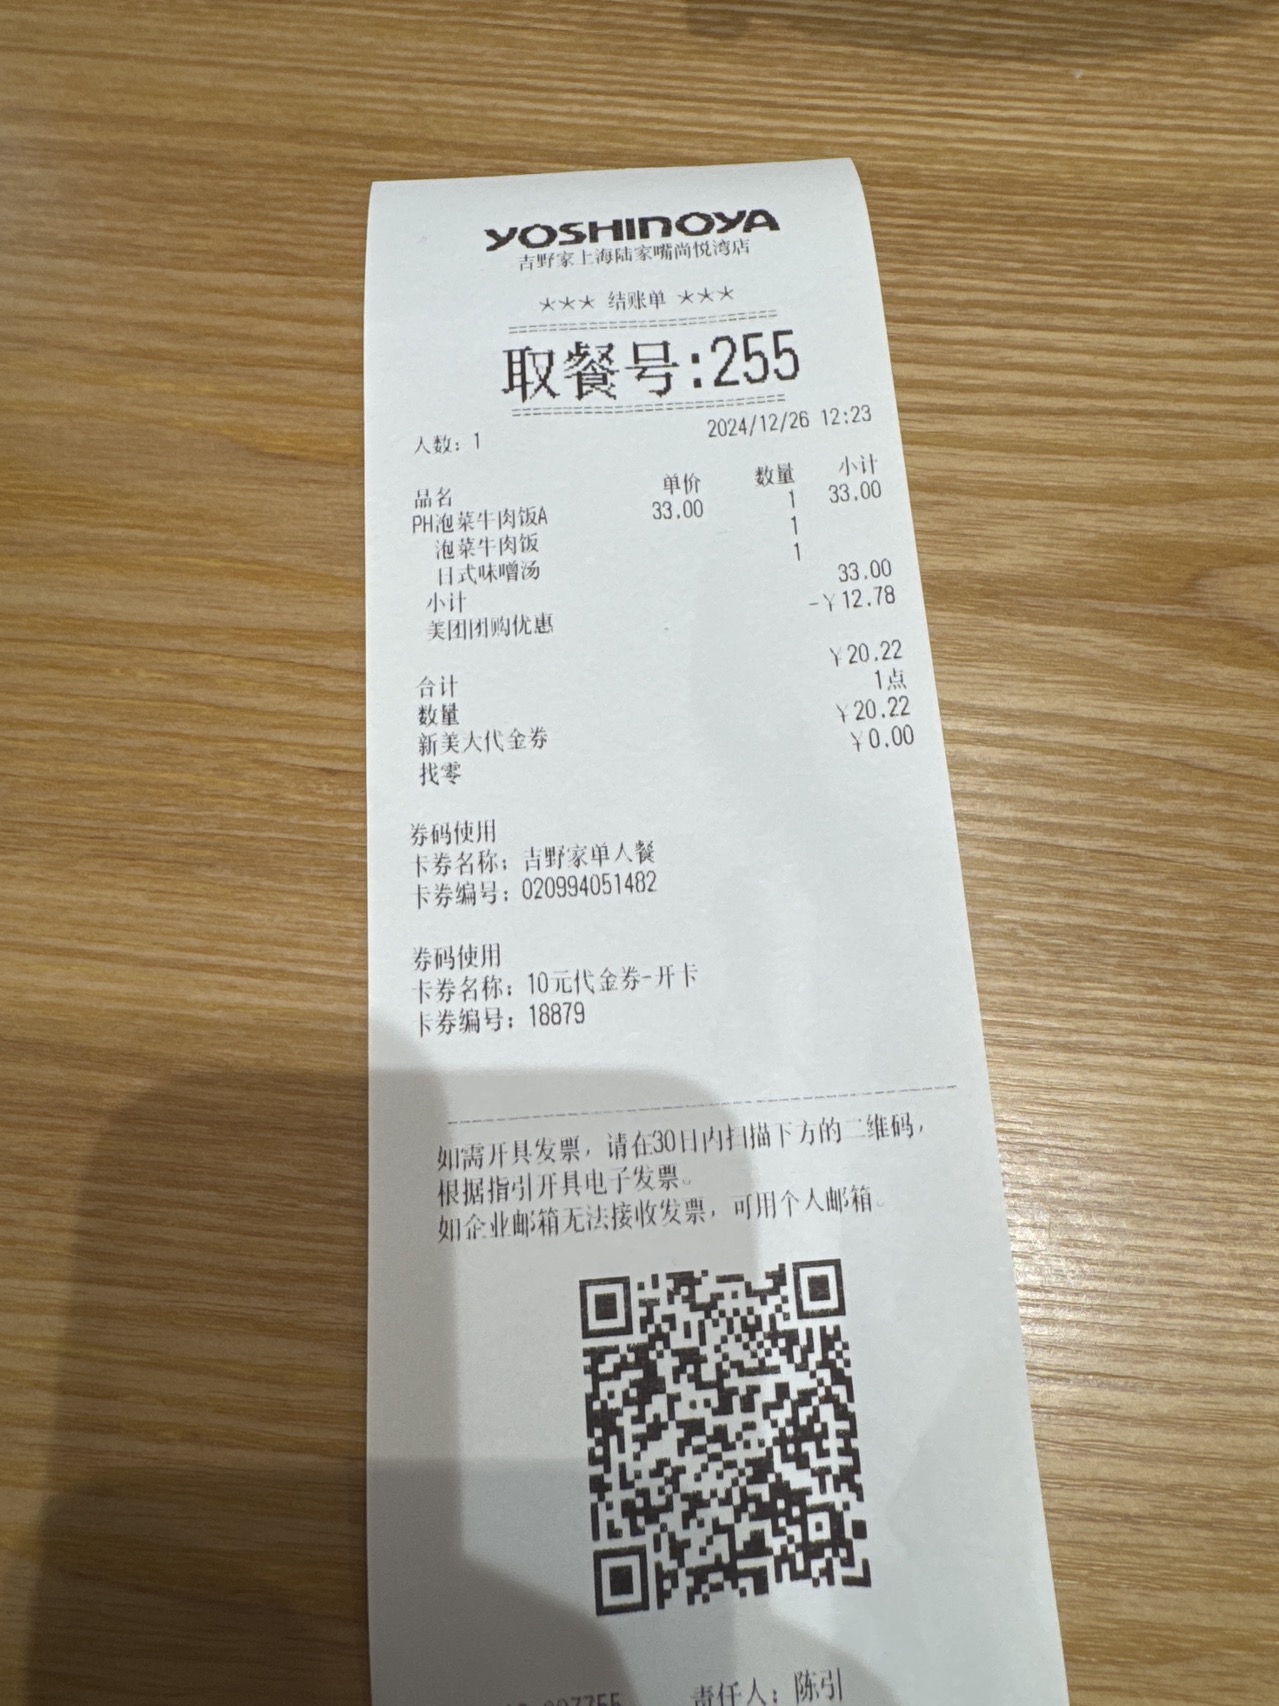 YOSHINOYA
吉野家上海陆家嘴尚悦湾店
*** 结账单 ***
取餐号:255
人数: 1 2024/12/26 12:23
品名 单价 数量 小计
PH泡菜牛肉饭A 33.00 1 33.00
泡菜牛肉饭 1
日式味噌汤 1
小计 33.00
美团团购优惠 -¥12.78
合计 ¥20.22
数量 1点
新美大代金券 ¥20.22
找零 ¥0.00
券码使用
卡券名称: 吉野家单人餐
卡券编号: 020994051482
券码使用
卡券名称: 10元代金券-开卡
卡券编号: 18879
如需开具发票, 请在30日内扫描下方的二维码,
根据指引开具电子发票。
如企业邮箱无法接收发票, 可用个人邮箱。
责任人: 陈引